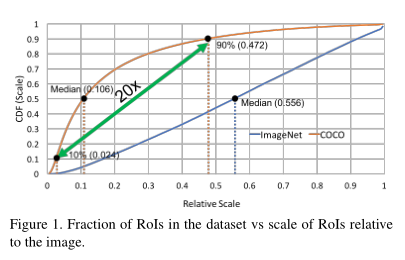 1
0.9
0.8
0.7
0.6
0.5
0.4
0.3
0.2
0.1
0
CDF (Scale)
90% (0.472)
Median (0.106)
20x
Median (0.556)
10% (0.024)
ImageNet COCO
0 0.1 0.2 0.3 0.4 0.5 0.6 0.7 0.8 0.9 1
Relative Scale
Figure 1. Fraction of RoIs in the dataset vs scale of RoIs relative
to the image.